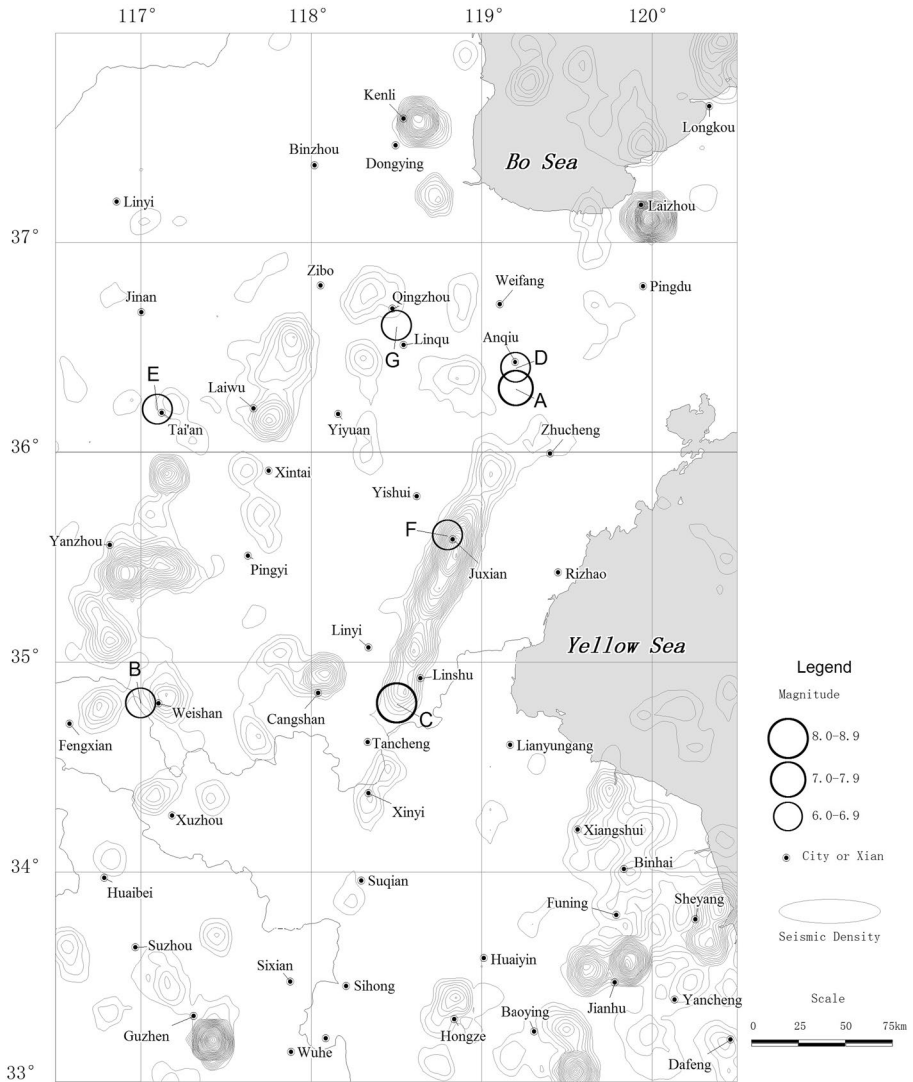 117° 118° 119° 120°
Kenli
Longkou
Binzhou
Dongying
Bo Sea
Linyi
Laizhou
37°
Zibo
Weifang
Pingdu
Jinan
Qingzhou
Linqu
Anqiu
D
G
E
A
Laiwu
Tai'an
Yiyuan
Zhucheng
36°
Xintai
Yishui
F
Yanzhou
Pingyi
Juxian
Rizhao
Linyi
Yellow Sea
35°
B
Linshu
Weishan
Cangshan
C
Fengxian
Tancheng
Lianyungang
Xinyi
Xuzhou
Xiangshui
34°
Binhai
Huaibei
Suqian
Sheyang
Funing
Suzhou
Huaiyin
Sixian
Sihong
Jianhu
Yancheng
Guzhen
Baoying
Hongze
Wuhe
Dafeng
33°
Legend
Magnitude
8.0-8.9
7.0-7.9
6.0-6.9
City or Xian
Seismic Density
Scale
0 25 50 75km